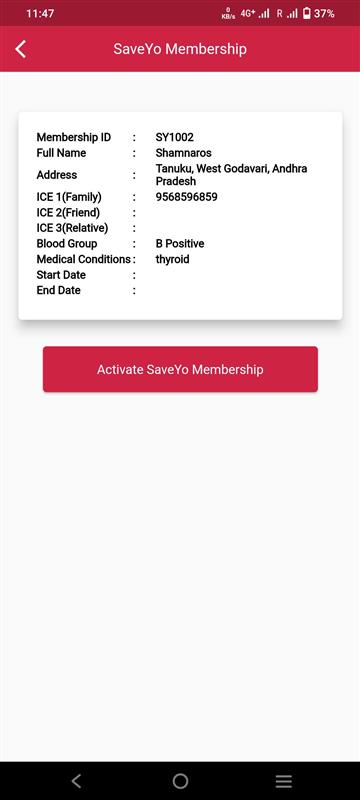 11:47
0
KB/s
4G+
R
37%
SaveYo Membership
Membership ID : SY1002
Full Name : Shamnaros
Address : Tanuku, West Godavari, Andhra
Pradesh
ICE 1(Family) : 9568596859
ICE 2(Friend) :
ICE 3(Relative) :
Blood Group : B Positive
Medical Conditions : thyroid
Start Date :
End Date :
Activate SaveYo Membership